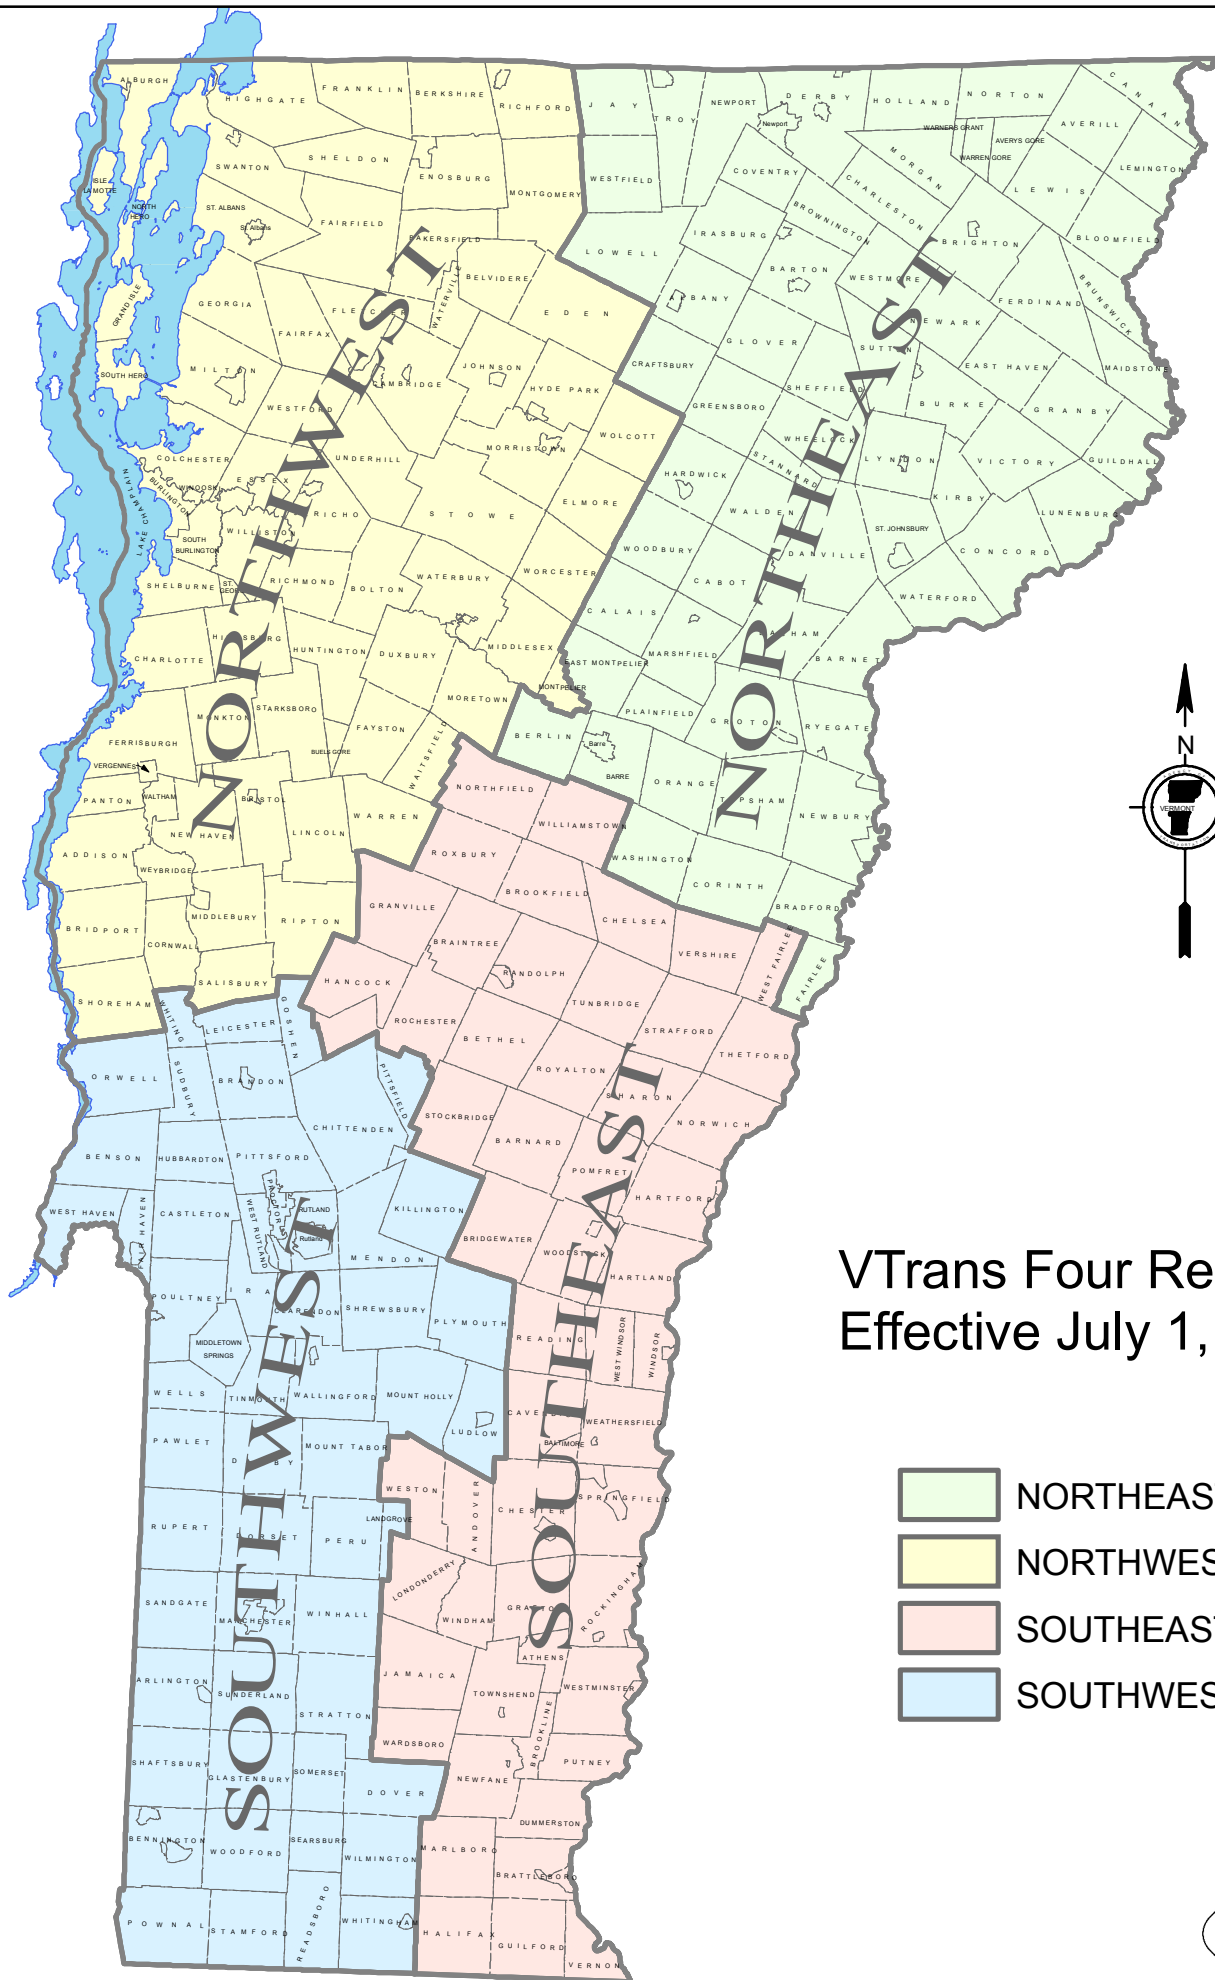 ALBURGH
HIGHGATE
FRANKLIN
BERKSHIRE
RICHFORD
JAY
TROY
NEWPORT
DERBY
Newport
HOLLAND
NORTON
CANAAN
WARNERS GRANT
AVERYS GORE
WARREN GORE
AVERILL
LEMINGTON
LEWIS
MORGAN
CHARLESTON
ISLE
LA MOTTE
NORTH
HERO
SWANTON
SHELDON
ENOSBURG
MONTGOMERY
WESTFIELD
COVENTRY
BROWNINGTON
ST. ALBANS
St.Albans
FAIRFIELD
BAKERSFIELD
BELVIDERE
WATERVILLE
LOWELL
IRASBURG
BARTON
WESTMORE
BRIGHTON
BLOOMFIELD
BRUNSWICK
FERDINAND
GRAND ISLE
GEORGIA
FAIRFAX
FLETCHER
EDEN
ALBANY
GLOVER
NEWARK
SUTTON
EAST HAVEN
MAIDSTONE
SOUTH HERO
MILTON
WESTFORD
CAMBRIDGE
JOHNSON
HYDE PARK
CRAFTSBURY
GREENSBORO
SHEFFIELD
BURKE
GRANBY
NORTHWEST
NORTHEAST
COLCHESTER
UNDERHILL
MORRISTOWN
WOLCOTT
WHEELOCK
STANNARD
LYNDON
VICTORY
GUILDHALL
BURLINGTON
WINOOSKI
ESSEX
RICHO
STOWE
ELMORE
HARDWICK
WALDEN
KIRBY
LUNENBURG
LAKE CHAMPLAIN
SOUTH
BURLINGTON
WILLISTON
WOODBURY
DANVILLE
ST. JOHNSBURY
CONCORD
SHELBURNE
RICHMOND
BOLTON
WATERBURY
WORCESTER
CABOT
WATERFORD
CALAIS
HUNTINGTON
DUXBURY
MIDDLESEX
CHARLOTTE
EAST MONTPELIER
MARSHFIELD
BARNET
MONTPELIER
MORETOWN
MONKTON
STARKSBORO
PLAINFIELD
GROTON
RYEGATE
FERRISBURGH
BUELS GORE
FAYSTON
WAITSFIELD
BERLIN
Barre
BARRE
ORANGE
VERGENNES
WALTHAM
PANTON
BRISTOL
NEW HAVEN
LINCOLN
WARREN
NORTHFIELD
WILLIAMSTOWN
NEWBURY
N
VERMONT
ADDISON
WEYBRIDGE
ROXBURY
WASHINGTON
CORINTH
BROOKFIELD
BRADFORD
BRIDPORT
CORNWALL
MIDDLEBURY
RIPTON
GRANVILLE
BRAINTREE
CHELSEA
VERSHIRE
WEST FAIRLEE
FAIRLEE
SHOREHAM
SALISBURY
HANCOCK
RANDOLPH
TUNBRIDGE
STRAFFORD
THETFORD
WHITING
LEICESTER
GOSHEN
ROCHESTER
BETHEL
ROYALTON
SHARON
NORWICH
ORWELL
SUDBURY
BRANDON
PITTSFIELD
STOCKBRIDGE
CHITTENDEN
BARNARD
BENSON
HUBBARDTON
PITTSFORD
POMFRET
HARTFORD
WEST HAVEN
FAIR HAVEN
CASTLETON
WEST RUTLAND
PROCTOR
RUTLAND
Rutland
KILLINGTON
BRIDGEWATER
WOODSTOCK
MENDON
HARTLAND
SOUTHWEST
SOUTHEAST
VTrans Four Re
Effective July 1,
POULTNEY
IRA
CLARENDON
SHREWSBURY
PLYMOUTH
READING
WEST WINDSOR
WINDSOR
MIDDLETOWN
SPRINGS
WELLS
TINMOUTH
WALLINGFORD
MOUNT HOLLY
LUDLOW
WEATHERSFIELD
BALTIMORE
PAWLET
MOUNT TABOR
WESTON
ANDOVER
CHESTER
SPRINGFIELD
LANDGROVE
RUPERT
DORSET
PERU
LONDONDERRY
WINDHAM
ROCKINGHAM
SANDGATE
MANCHESTER
WINHALL
ATHENS
ARLINGTON
SUNDERLAND
STRATTON
JAMAICA
TOWNSHEND
WESTMINSTER
BROOKLINE
WARDSBORO
SHAFTSBURY
GLASTENBURY
SOMERSET
DOVER
NEWFANE
PUTNEY
DUMMERSTON
BENNINGTON
WOODFORD
SEARSBURG
WILMINGTON
MARLBORO
BRATTLEBORO
POWNAL
STAMFORD
READSBORO
WHITINGHAM
HALIFAX
GUILFORD
VERNON
NORTHEAS
NORTHWES
SOUTHEAST
SOUTHWES